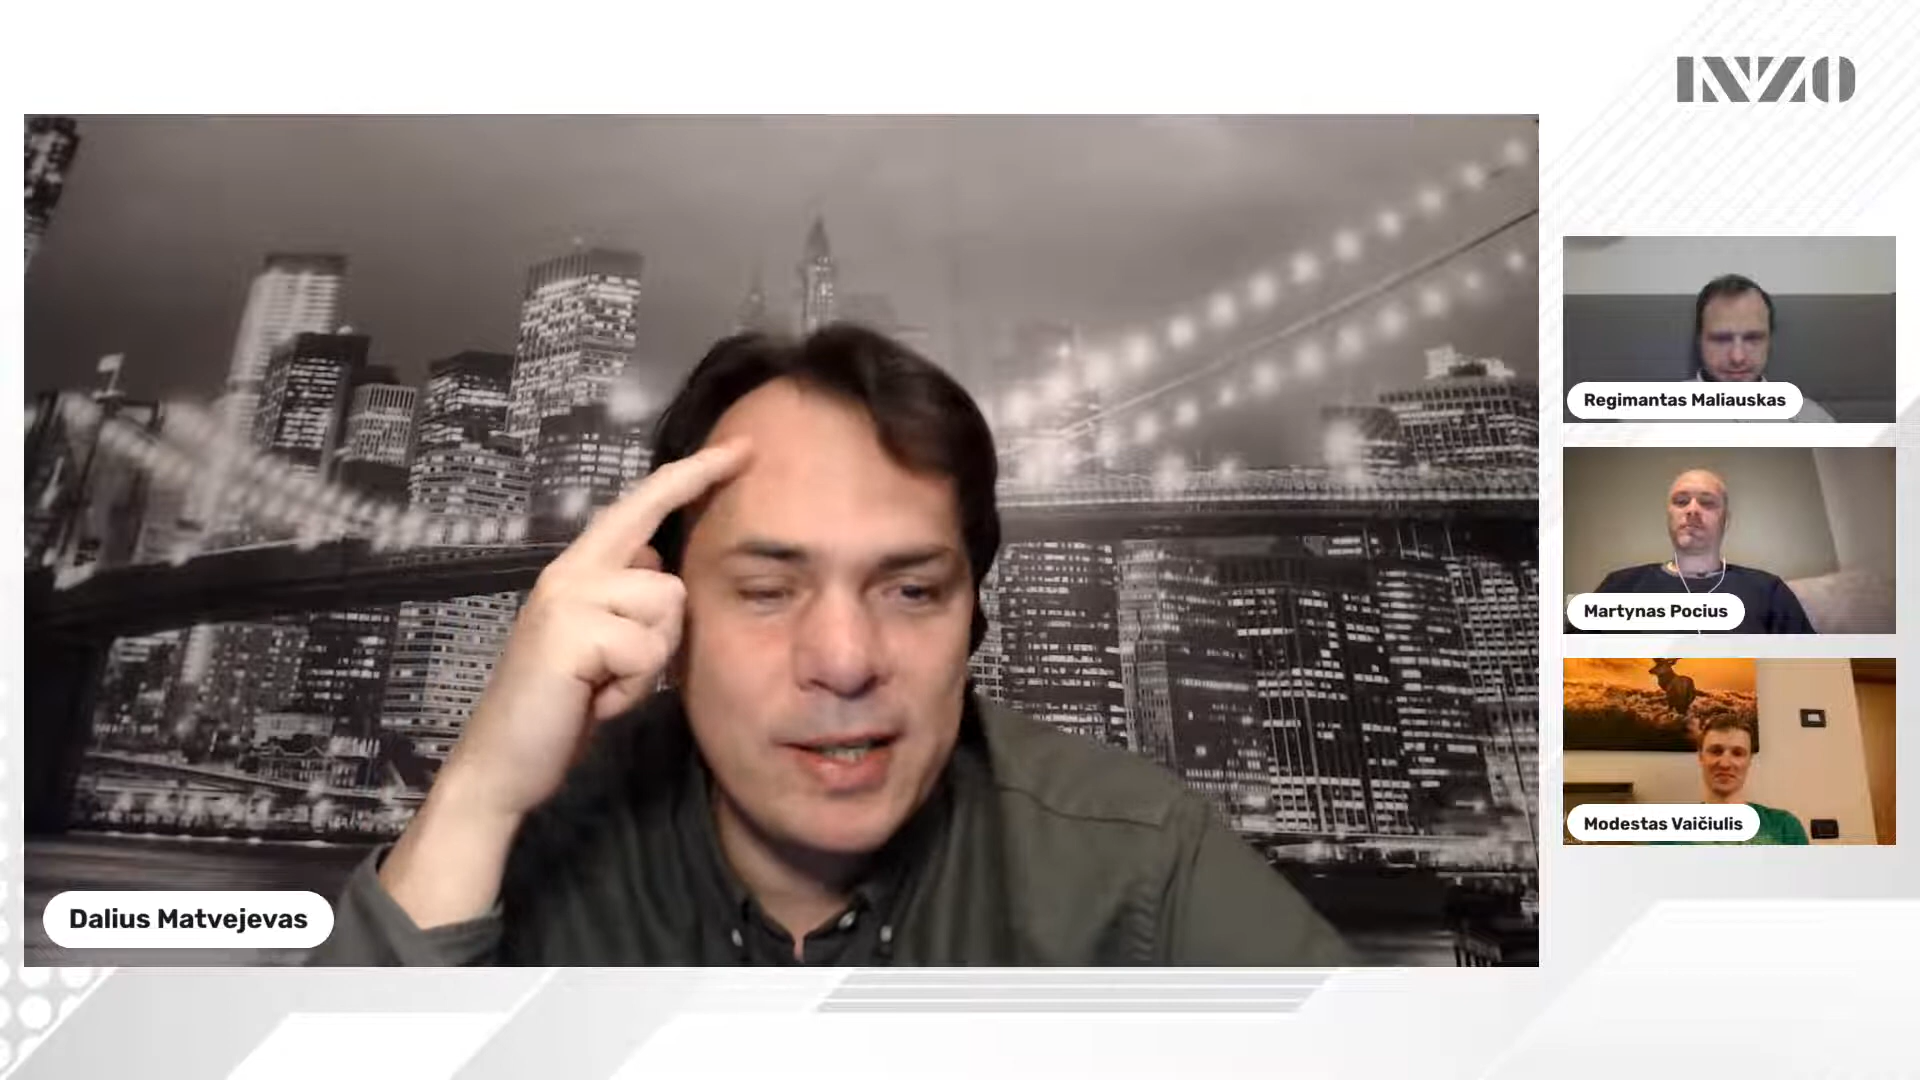 INZO
Regimantas Maliauskas
Martynas Pocius
Modestas Vaičiulis
Dalius Matvejevas